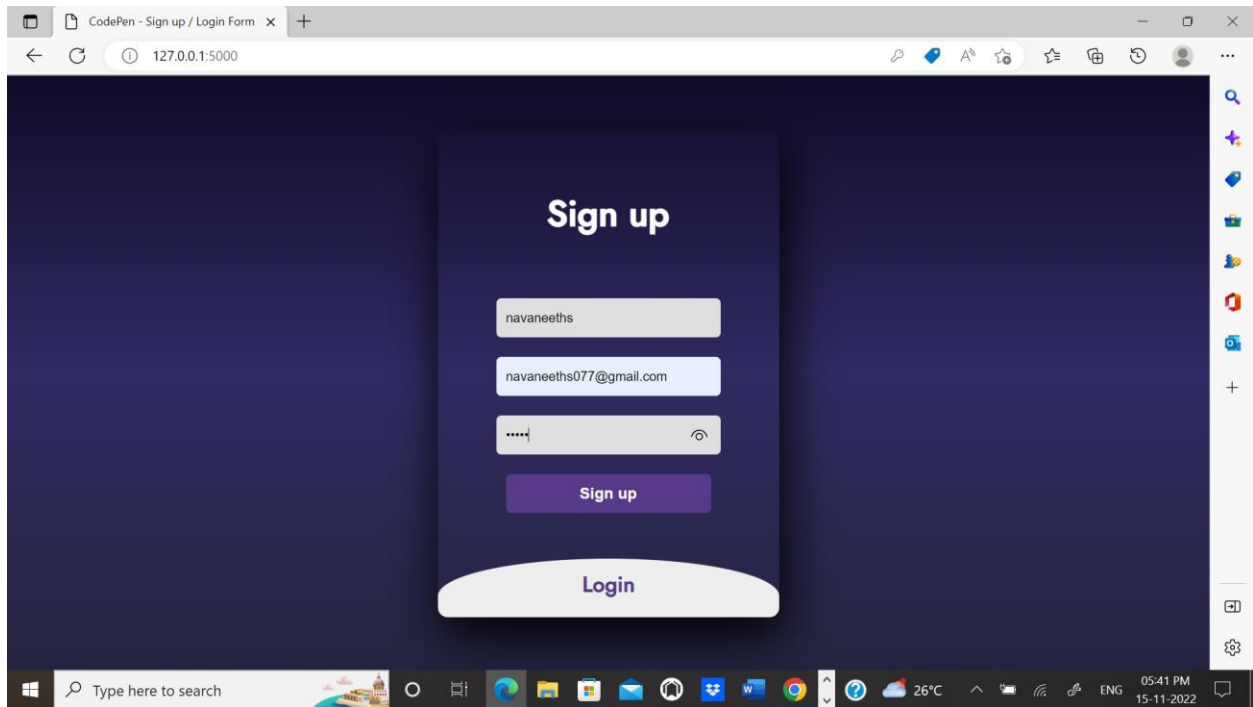 CodePen - Sign up / Login Form
127.0.0.1:5000
Sign up
navaneeths
navaneeths077@gmail.com
•••••
Sign up
Login
Type here to search
26°C
ENG
05:41 PM
15-11-2022